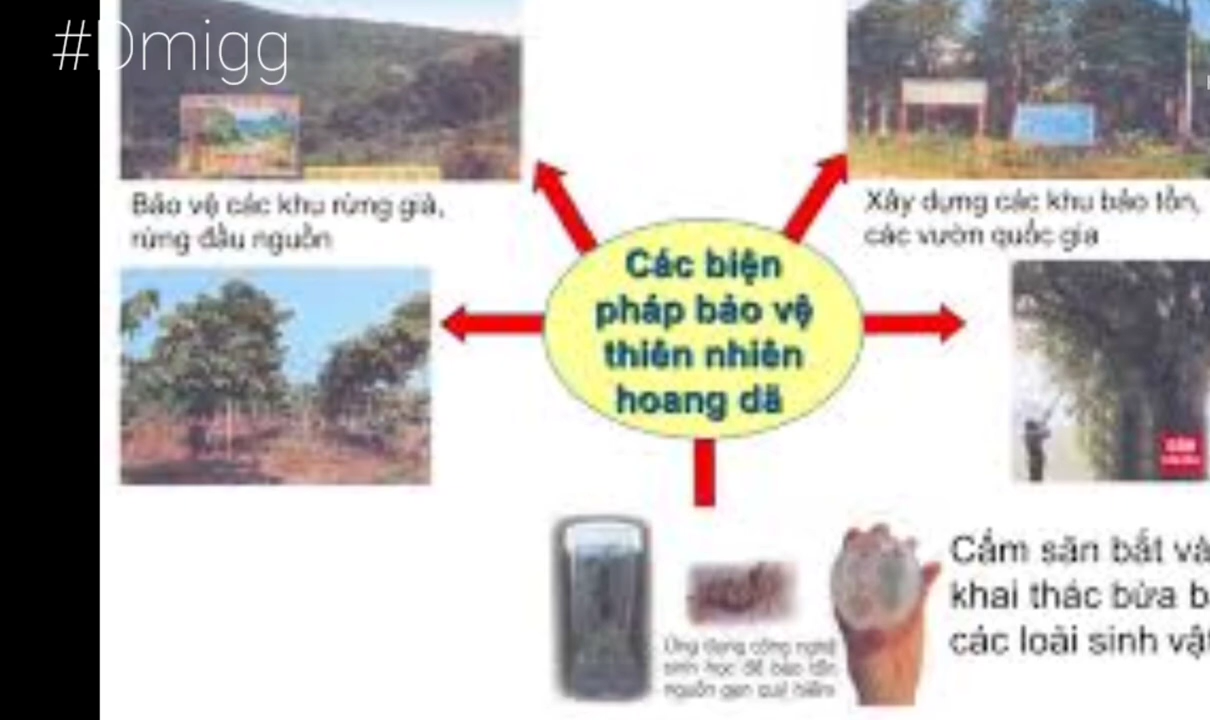 #Dmigg
Bảo vệ các khu rừng già,
rừng đầu nguồn
Xây dựng các khu bảo tồn,
các vườn quốc gia
Các biện
pháp bảo vệ
thiên nhiên
hoang dã
Cấm săn bắt và
khai thác bừa b
các loài sinh vật
Ứng dụng công nghệ
sinh học để bảo tồn
nguồn gen quý hiếm